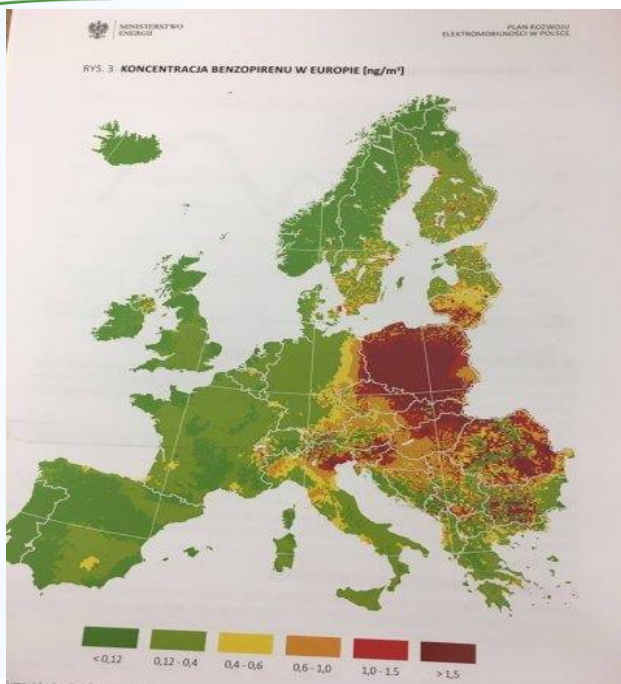 MINISTERSTWO
ENERGII
PLAN ROZWOJU
ELEKTROMOBILNOŚCI W POLSCE
RYS. 3 KONCENTRACJA BENZOPIRENU W EUROPIE [ng/m³]
< 0,12
0,12 - 0,4
0,4 - 0,6
0,6 - 1,0
1,0 - 1.5
> 1,5